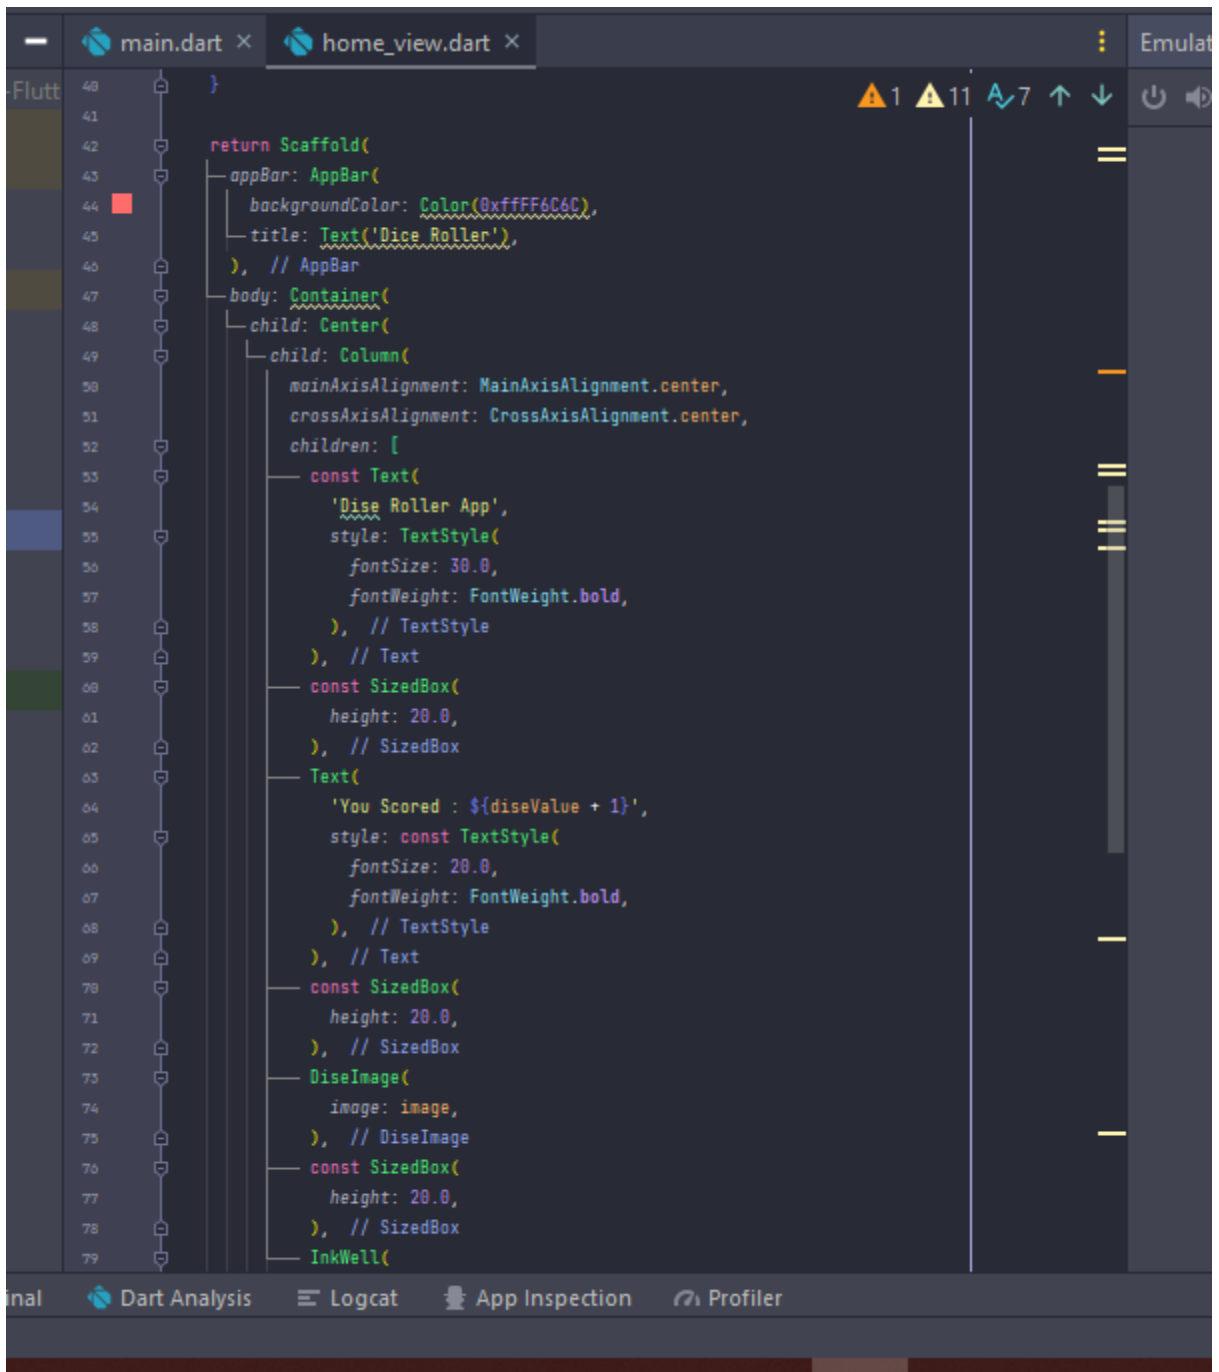 main.dart × home_view.dart × Emulat
-Flutt 40 } 1 11 7
41
42 return Scaffold(
43 appBar: AppBar(
44 backgroundColor: Color(0xffFF6C6C),
45 title: Text('Dice Roller'),
46 ), // AppBar
47 body: Container(
48 child: Center(
49 child: Column(
50 mainAxisAlignment: MainAxisAlignment.center,
51 crossAxisAlignment: CrossAxisAlignment.center,
52 children: [
53 const Text(
54 'Dise Roller App',
55 style: TextStyle(
56 fontSize: 30.0,
57 fontWeight: FontWeight.bold,
58 ), // TextStyle
59 ), // Text
60 const SizedBox(
61 height: 20.0,
62 ), // SizedBox
63 Text(
64 'You Scored : ${diseValue + 1}',
65 style: const TextStyle(
66 fontSize: 20.0,
67 fontWeight: FontWeight.bold,
68 ), // TextStyle
69 ), // Text
70 const SizedBox(
71 height: 20.0,
72 ), // SizedBox
73 DiseImage(
74 image: image,
75 ), // DiseImage
76 const SizedBox(
77 height: 20.0,
78 ), // SizedBox
79 InkWell(
inal Dart Analysis Logcat App Inspection Profiler